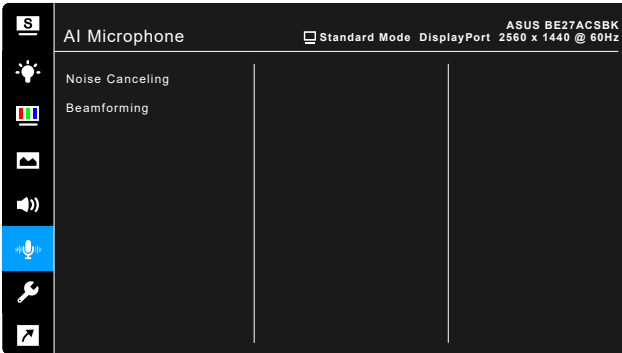 S
ASUS BE27ACSBK
AI Microphone
Standard Mode DisplayPort 2560 x 1440 @ 60Hz
Noise Canceling
Beamforming